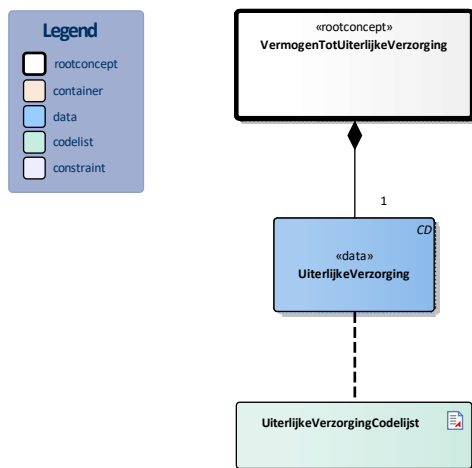 Legend
rootconcept
container
data
codelist
constraint
«rootconcept»
VermogenTotUiterlijkeVerzorging
1
CD
«data»
UiterlijkeVerzorging
UiterlijkeVerzorgingCodelijst